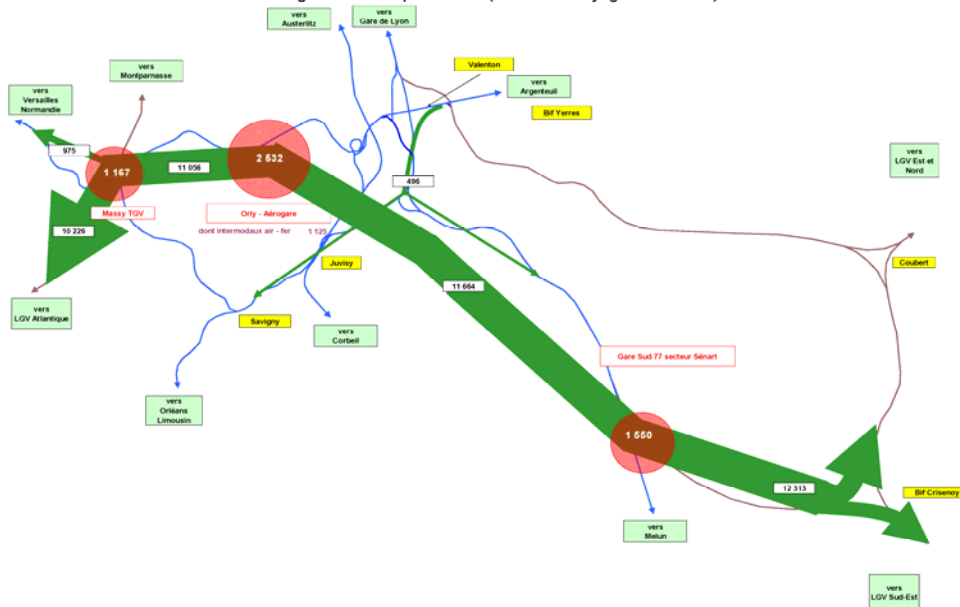 vers
Austerlitz
vers
Gare de Lyon
vers
Montparnasse
Valenton
vers
Argenteuil
vers
Versailles
Normandie
Bif Yerres
975
1 167
11 056
2 532
496
vers
LGV Est et
Nord
Massy TGV
Orly - Aérogare
dont intermodaux air - fer 1 125
10 226
Juvisy
Coubert
11 664
vers
LGV Atlantique
Savigny
vers
Corbeil
Gare Sud 77 secteur Sénart
vers
Orléans
Limousin
1 550
12 313
Bif Crisenoy
vers
Melun
vers
LGV Sud-Est